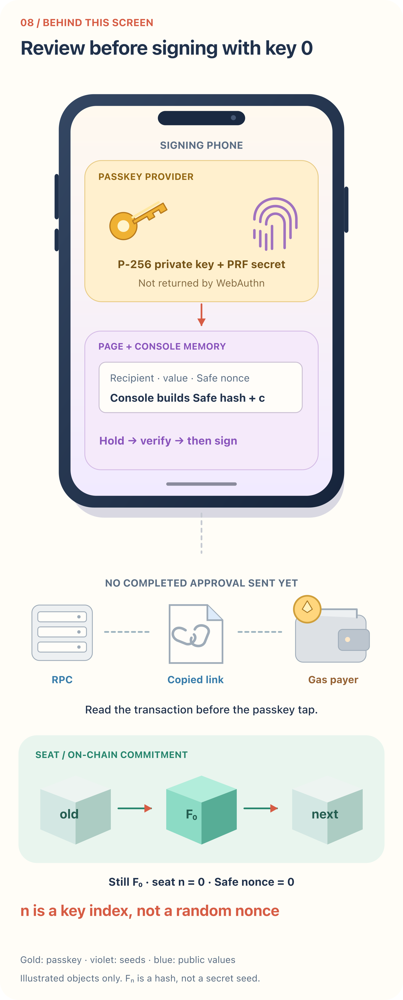 08 / BEHIND THIS SCREEN
Review before signing with key 0
SIGNING PHONE
PASSKEY PROVIDER
P-256 private key + PRF secret
Not returned by WebAuthn
PAGE + CONSOLE MEMORY
Recipient · value · Safe nonce
Console builds Safe hash + c
Hold → verify → then sign
NO COMPLETED APPROVAL SENT YET
RPC
Copied link
Gas payer
Read the transaction before the passkey tap.
SEAT / ON-CHAIN COMMITMENT
old
F₀
next
Still F₀ · seat n = 0 · Safe nonce = 0
n is a key index, not a random nonce
Gold: passkey · violet: seeds · blue: public values
Illustrated objects only. Fₙ is a hash, not a secret seed.